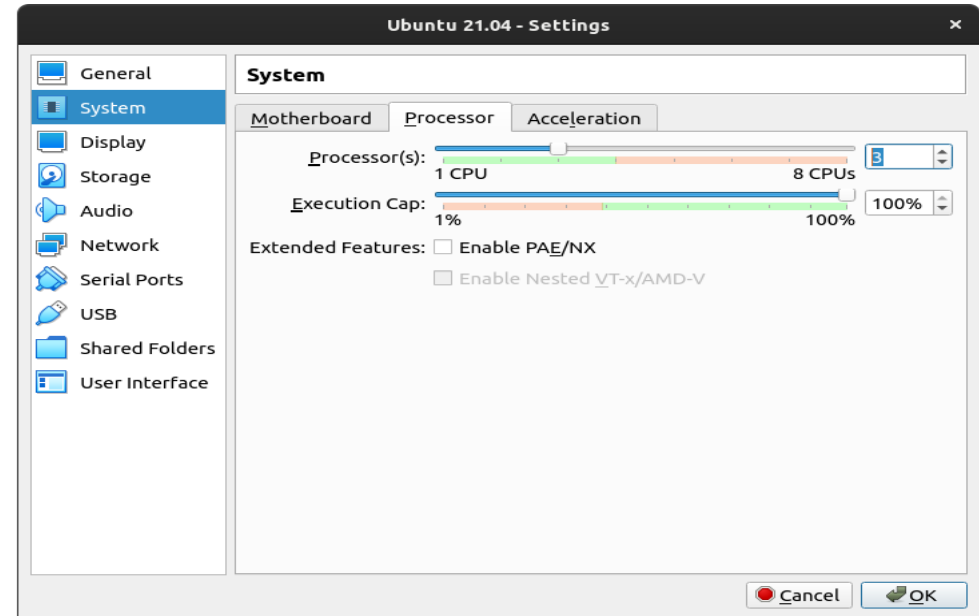 Ubuntu 21.04 - Settings ×
General
System
Display
Storage
Audio
Network
Serial Ports
USB
Shared Folders
User Interface
System
Motherboard Processor Acceleration
Processor(s): 3
1 CPU 8 CPUs
Execution Cap: 100%
1% 100%
Extended Features: Enable PAE/NX
Enable Nested VT-x/AMD-V
Cancel OK